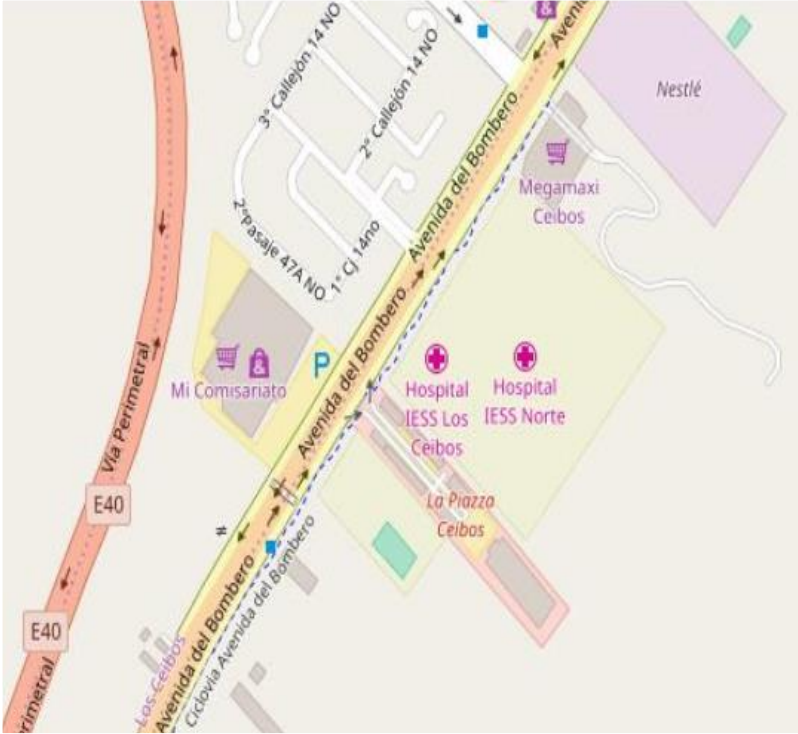 3° Callejón 14 NO
2° Callejón 14 NO
Avenida del Bombero
Nestlé
Megamaxi
Ceibos
2°Pasaje 47A NO
1° Cj 14no
Avenida del Bombero
Avenida del Bombero
Mi Comisariato
P
Hospital
IESS Los
Ceibos
Hospital
IESS Norte
Vía Perimetral
E40
La Piazza
Ceibos
Avenida del Bombero
Ciclovia Avenida del Bombero
E40
Los Ceibos